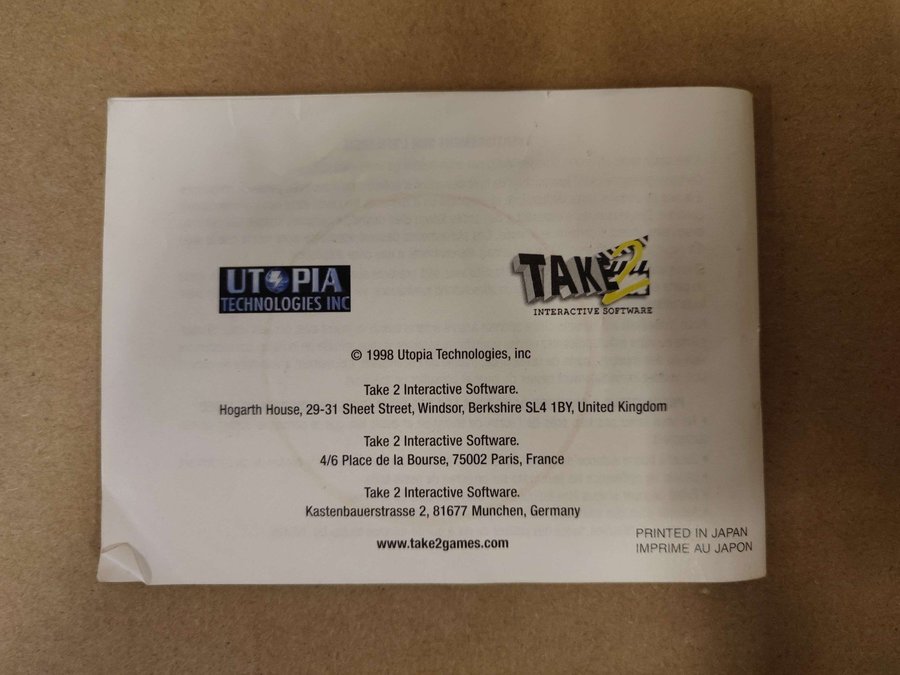 UTOPIA
TECHNOLOGIES INC
TAKE 2
INTERACTIVE SOFTWARE
© 1998 Utopia Technologies, inc
Take 2 Interactive Software.
Hogarth House, 29-31 Sheet Street, Windsor, Berkshire SL4 1BY, United Kingdom
Take 2 Interactive Software.
4/6 Place de la Bourse, 75002 Paris, France
Take 2 Interactive Software.
Kastenbauerstrasse 2, 81677 Munchen, Germany
www.take2games.com
PRINTED IN JAPAN
IMPRIME AU JAPON